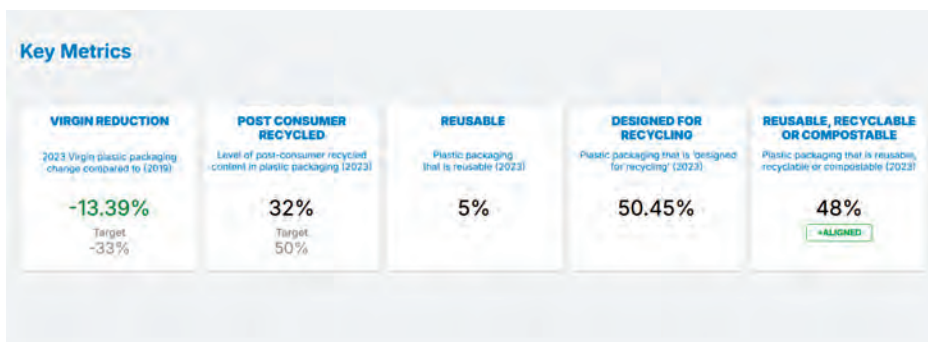 Key Metrics
VIRGIN REDUCTION
2023 Virgin plastic packaging
change compared to (2019)
-13.39%
Target
-33%
POST CONSUMER
RECYCLED
Level of post-consumer recycled
content in plastic packaging (2023)
32%
Target
50%
REUSABLE
Plastic packaging
that is reusable (2023)
5%
DESIGNED FOR
RECYCLING
Plastic packaging that is 'designed
for recycling' (2023)
50.45%
REUSABLE, RECYCLABLE
OR COMPOSTABLE
Plastic packaging that is reusable,
recyclable or compostable (2023)
48%
+ALIGNED